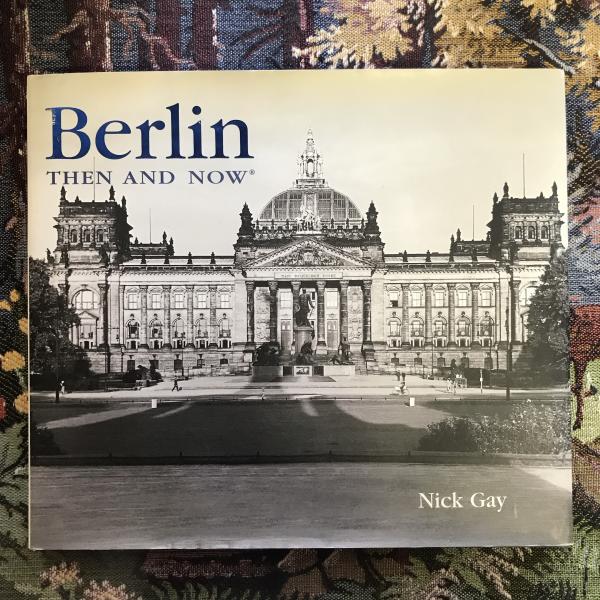 Berlin
THEN AND NOW®
Nick Gay